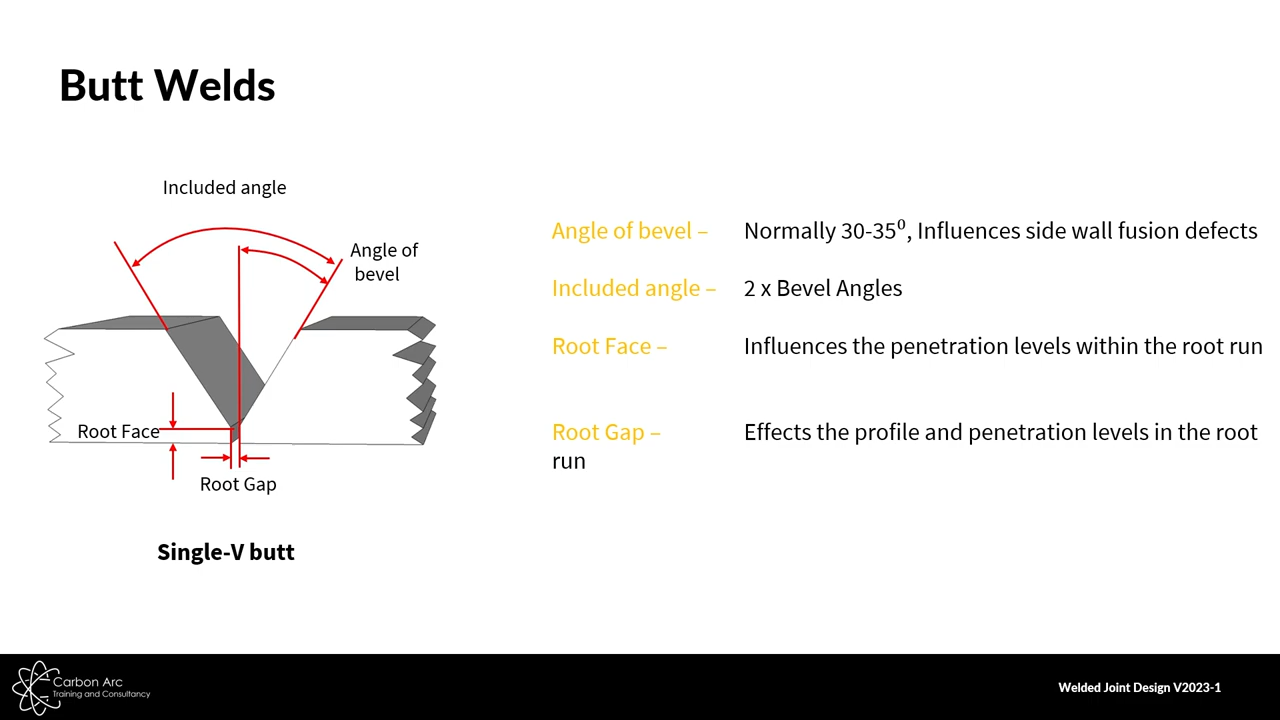 Butt Welds
Included angle
Angle of
bevel
Root Face
Root Gap
Single-V butt
Angle of bevel – Normally 30-35⁰, Influences side wall fusion defects
Included angle – 2 x Bevel Angles
Root Face – Influences the penetration levels within the root run
Root Gap – Effects the profile and penetration levels in the root
run
Carbon Arc
Training and Consultancy
Welded Joint Design V2023-1